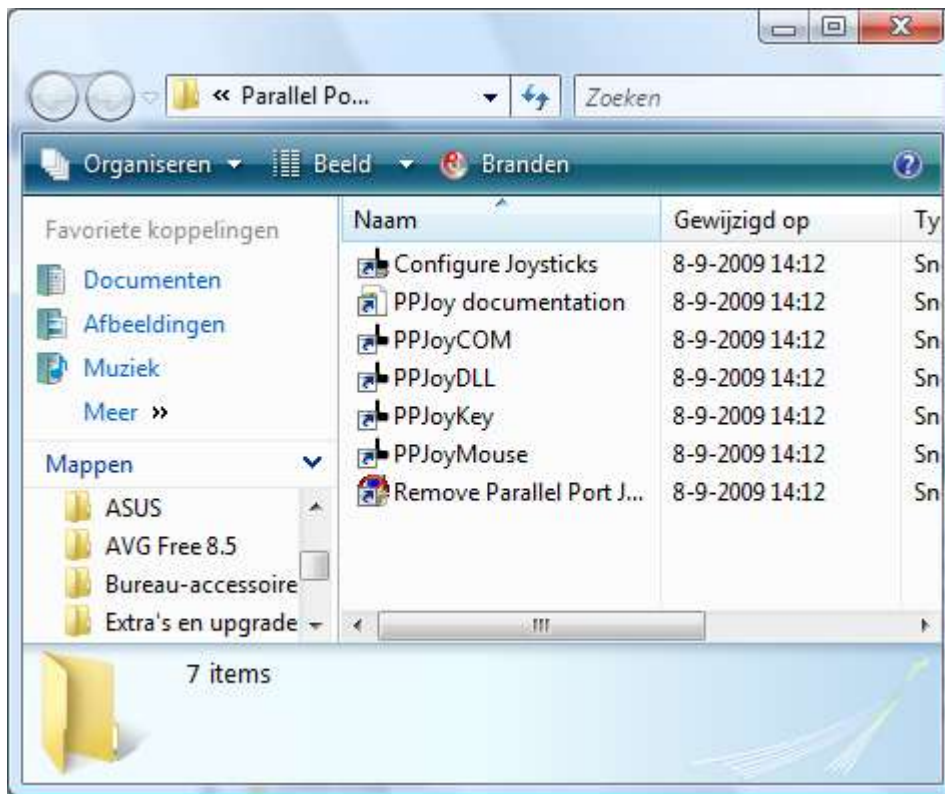 « Parallel Po...
Zoeken
Organiseren
Beeld
Branden
Favoriete koppelingen
Documenten
Afbeeldingen
Muziek
Meer »
Mappen
ASUS
AVG Free 8.5
Bureau-accessoire
Extra's en upgrade
Naam Gewijzigd op Ty
Configure Joysticks 8-9-2009 14:12 Sn
PPJoy documentation 8-9-2009 14:12 Sn
PPJoyCOM 8-9-2009 14:12 Sn
PPJoyDLL 8-9-2009 14:12 Sn
PPJoyKey 8-9-2009 14:12 Sn
PPJoyMouse 8-9-2009 14:12 Sn
Remove Parallel Port J... 8-9-2009 14:12 Sn
7 items